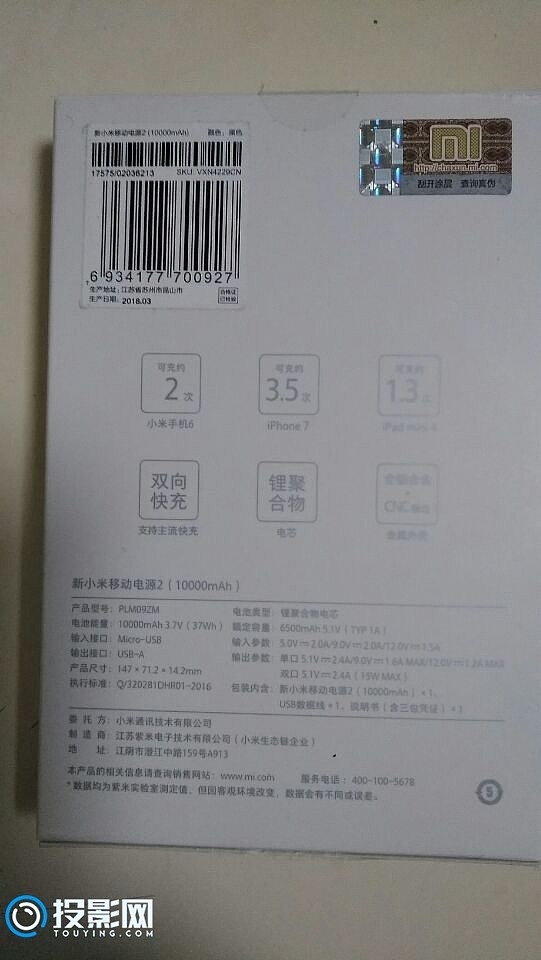 新小米移动电源2 (10000mAh) 颜色：黑色
17575/02036213 SKU: VXN4229CN
6 934177 700927
生产地址：江苏省苏州市昆山市
生产日期：2018.03
合格证
已检验
mi
http://chaxun.mi.com
刮开涂层 查询真伪
可充约
2次
小米手机6
可充约
3.5次
iPhone 7
可充约
1.3次
iPad mini 4
双向
快充
支持主流快充
锂聚
合物
电芯
铝合金
+
CNC
金属外壳
新小米移动电源2（10000mAh）
产品型号：PLM09ZM
电池能量：10000mAh 3.7V（37Wh）
输入接口：Micro-USB
输出接口：USB-A
产品尺寸：147 × 71.2 × 14.2mm
执行标准：Q/320281DHR01-2016
电池类型：锂聚合物电芯
额定容量：6500mAh 5.1V（TYP 1A）
输入参数：5.0V⎓2.0A/9.0V⎓2.0A/12.0V⎓1.5A
输出参数：单口 5.1V⎓2.4A/9.0V⎓1.6A MAX/12.0V⎓1.2A MAX
双口 5.1V⎓2.4A（15W MAX）
包装内含：新小米移动电源2（10000mAh）× 1、
USB数据线 × 1、说明书（含三包凭证）× 1
委 托 方：小米通讯技术有限公司
制 造 商：江苏紫米电子技术有限公司（小米生态链企业）
地 址：江阴市澄江中路159号A913
本产品的相关信息请查询销售网站：www.mi.com 服务电话：400-100-5678
* 数据均为紫米实验室测定值，但因客观环境改变，数据会有不同或误差。
5
投影网
TOUYING.COM